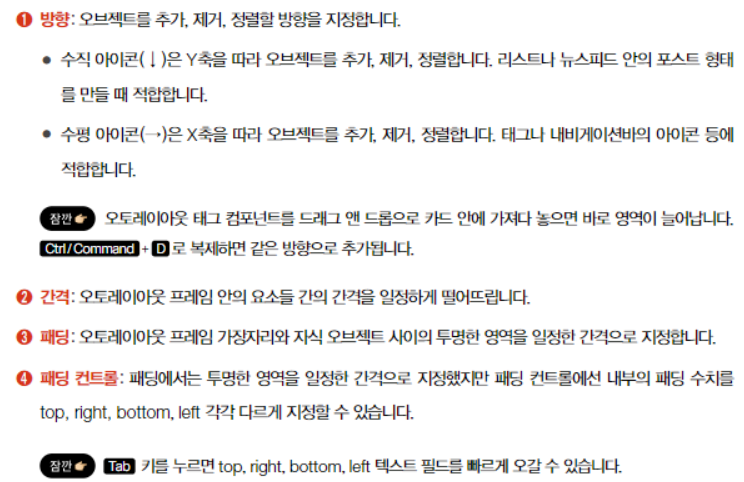 ❶ 방향: 오브젝트를 추가, 제거, 정렬할 방향을 지정합니다.
● 수직 아이콘(↓)은 Y축을 따라 오브젝트를 추가, 제거, 정렬합니다. 리스트나 뉴스피드 안의 포스트 형태
를 만들 때 적합합니다.
● 수평 아이콘(→)은 X축을 따라 오브젝트를 추가, 제거, 정렬합니다. 태그나 내비게이션바의 아이콘 등에
적합합니다.
잠깐👉 오토레이아웃 태그 컴포넌트를 드래그 앤 드롭으로 카드 안에 가져다 놓으면 바로 영역이 늘어납니다.
Ctrl/Command + D 로 복제하면 같은 방향으로 추가됩니다.
❷ 간격: 오토레이아웃 프레임 안의 요소들 간의 간격을 일정하게 떨어뜨립니다.
❸ 패딩: 오토레이아웃 프레임 가장자리와 자식 오브젝트 사이의 투명한 영역을 일정한 간격으로 지정합니다.
❹ 패딩 컨트롤: 패딩에서는 투명한 영역을 일정한 간격으로 지정했지만 패딩 컨트롤에선 내부의 패딩 수치를
top, right, bottom, left 각각 다르게 지정할 수 있습니다.
잠깐👉 Tab 키를 누르면 top, right, bottom, left 텍스트 필드를 빠르게 오갈 수 있습니다.